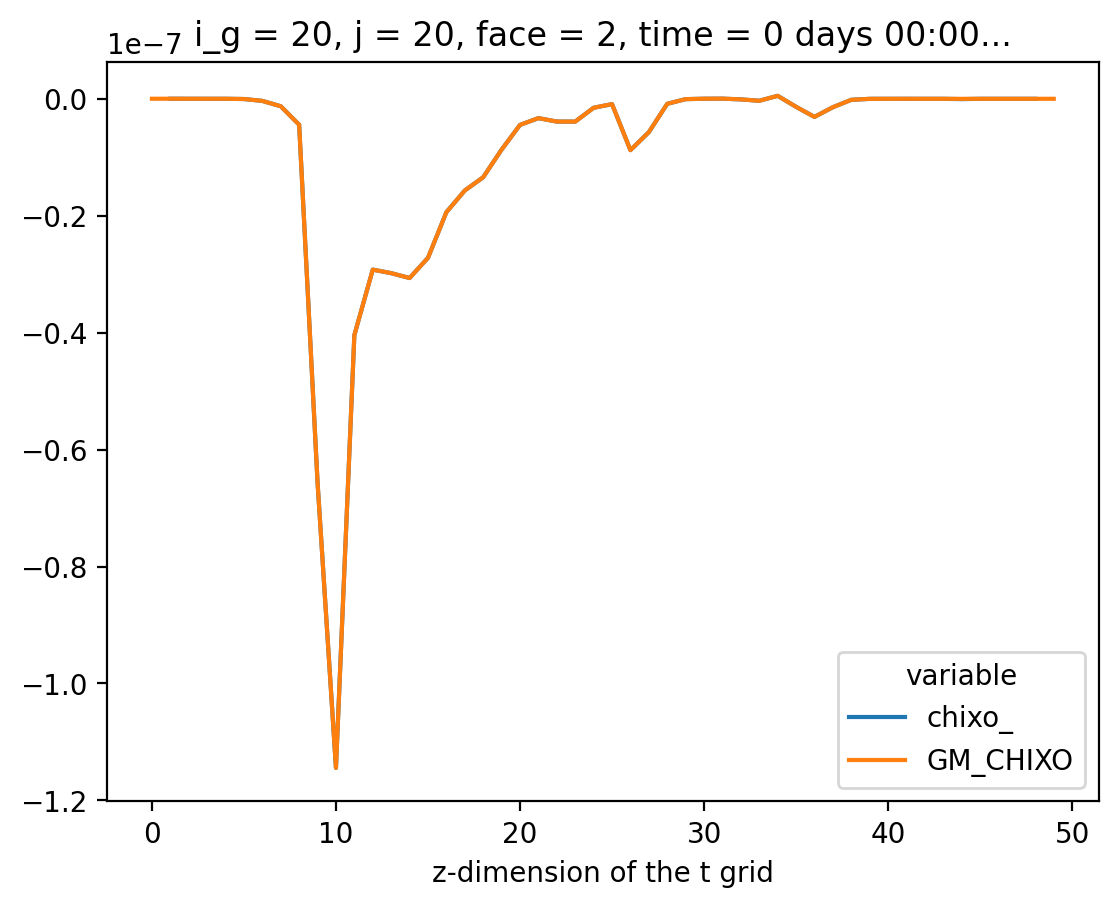 1e−7 i_g = 20, j = 20, face = 2, time = 0 days 00:00...
0.0
−0.2
−0.4
−0.6
−0.8
−1.0
−1.2
variable
chixo_
GM_CHIXO
0 10 20 30 40 50
z-dimension of the t grid